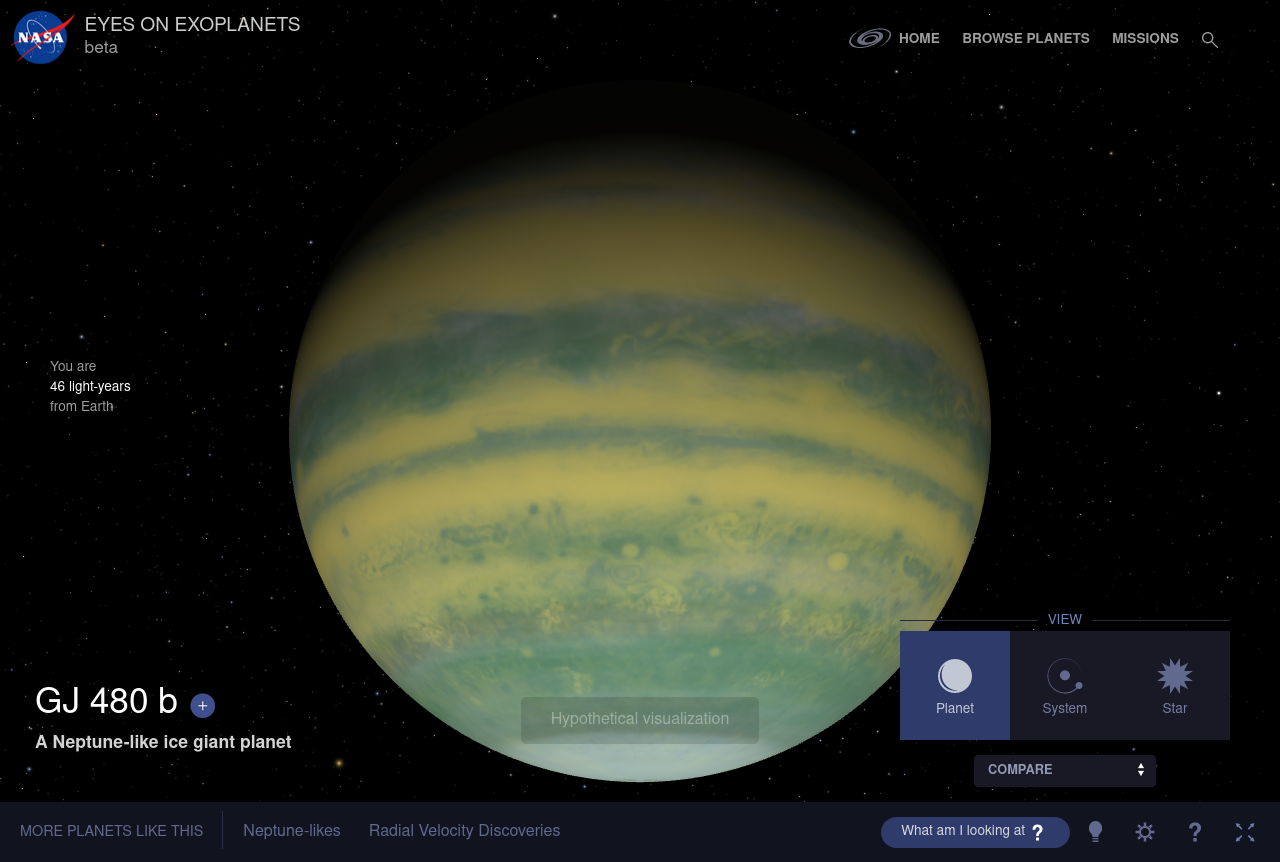 NASA
EYES ON EXOPLANETS
beta
HOME
BROWSE PLANETS
MISSIONS
You are
46 light-years
from Earth
VIEW
Planet
System
Star
GJ 480 b +
A Neptune-like ice giant planet
Hypothetical visualization
COMPARE
MORE PLANETS LIKE THIS
Neptune-likes
Radial Velocity Discoveries
What am I looking at ?
?